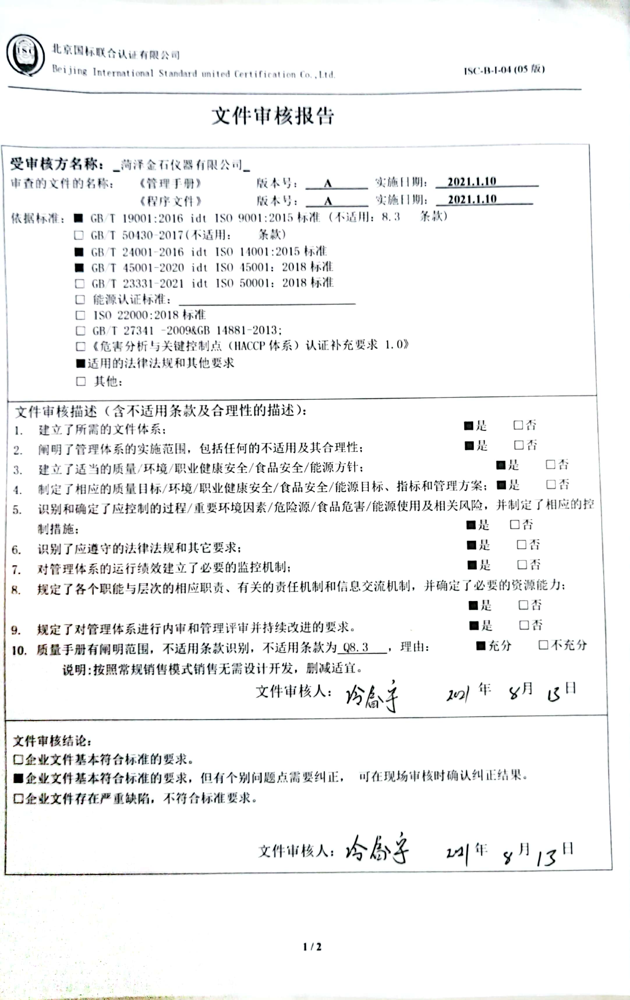 ISC
北京国标联合认证有限公司
Beijing International Standard united Certification Co.,Ltd.
ISC-B-I-04 (05 版)
文件审核报告
受审核方名称：_菏泽金石仪器有限公司_
审查的文件的名称： 《管理手册》 版本号： A 实施日期： 2021.1.10
《程序文件》 版本号： A 实施日期： 2021.1.10
依据标准：■ GB/T 19001:2016 idt ISO 9001:2015 标准（不适用：8.3 条款）
□ GB/T 50430-2017(不适用： 条款)
■ GB/T 24001-2016 idt ISO 14001:2015 标准
■ GB/T 45001-2020 idt ISO 45001：2018 标准
□ GB/T 23331-2021 idt ISO 50001：2018 标准
□ 能源认证标准：
□ ISO 22000:2018 标准
□ GB/T 27341 -2009&GB 14881-2013;
□《危害分析与关键控制点（HACCP 体系）认证补充要求 1.0》
■适用的法律法规和其他要求
□ 其他：
文件审核描述（含不适用条款及合理性的描述）：
1. 建立了所需的文件体系； ■是 □否
2. 阐明了管理体系的实施范围，包括任何的不适用及其合理性； ■是 □否
3. 建立了适当的质量/环境/职业健康安全/食品安全/能源方针； ■是 □否
4. 制定了相应的质量目标/环境/职业健康安全/食品安全/能源目标、指标和管理方案； ■是 □否
5. 识别和确定了应控制的过程/重要环境因素/危险源/食品危害/能源使用及相关风险，并制定了相应的控
制措施； ■是 □否
6. 识别了应遵守的法律法规和其它要求； ■是 □否
7. 对管理体系的运行绩效建立了必要的监控机制； ■是 □否
8. 规定了各个职能与层次的相应职责、有关的责任机制和信息交流机制，并确定了必要的资源能力；
■是 □否
9. 规定了对管理体系进行内审和管理评审并持续改进的要求。 ■是 □否
10. 质量手册有阐明范围，不适用条款识别，不适用条款为 Q8.3 ，理由： ■充分 □不充分
说明:按照常规销售模式销售无需设计开发，删减适宜。
文件审核人： 2021 年 8 月 13 日
文件审核结论：
□企业文件基本符合标准的要求。
■企业文件基本符合标准的要求，但有个别问题点需要纠正， 可在现场审核时确认纠正结果。
□企业文件存在严重缺陷，不符合标准要求。
文件审核人： 2021 年 8 月 13 日
1 / 2